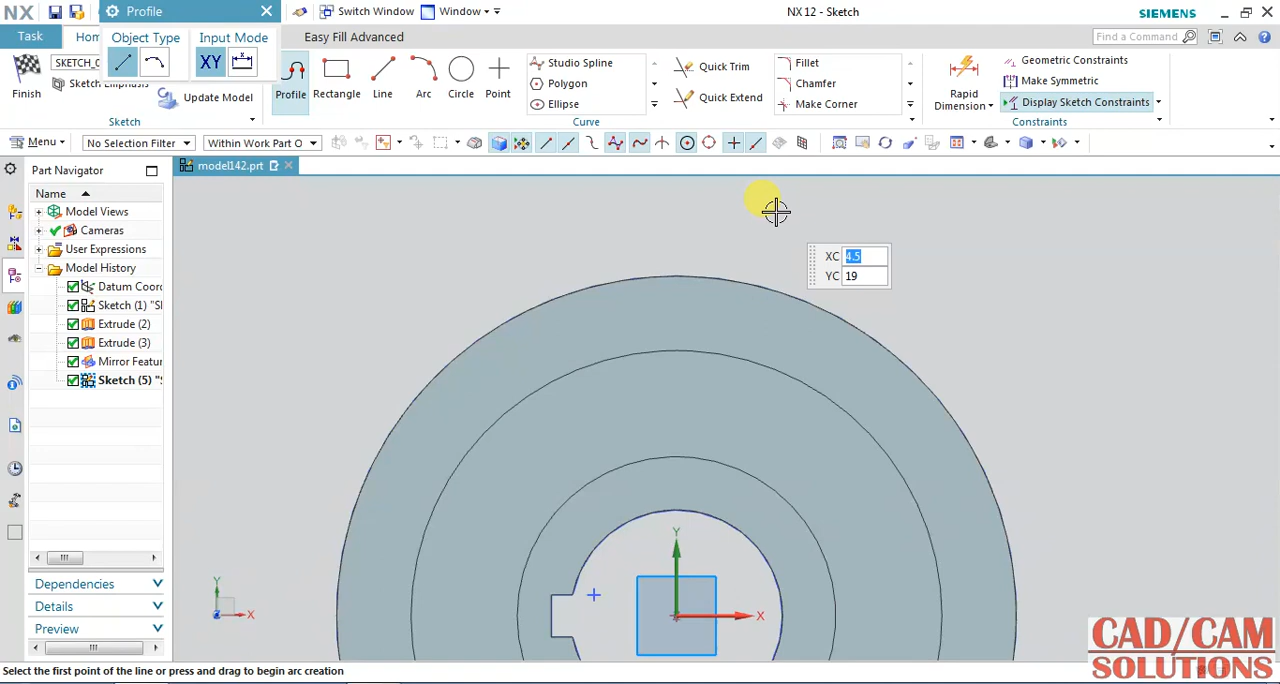 NX
Profile
Switch Window
Window
NX 12 - Sketch
SIEMENS
Task
Home
Object Type
Input Mode
Easy Fill Advanced
Find a Command
Finish
SKETCH_0
Update Model
XY
Profile
Rectangle
Line
Arc
Circle
Point
Studio Spline
Polygon
Ellipse
Quick Trim
Quick Extend
Fillet
Chamfer
Make Corner
Rapid
Dimension
Geometric Constraints
Make Symmetric
Display Sketch Constraints
Sketch
Curve
Constraints
Menu
No Selection Filter
Within Work Part O
Part Navigator
model142.prt
Name
Model Views
Cameras
User Expressions
Model History
Datum Coor
Sketch (1) "S
Extrude (2)
Extrude (3)
Mirror Featur
Sketch (5) "S
XC 4.5
YC 19
Y
X
Y
X
Dependencies
Details
Preview
Select the first point of the line or press and drag to begin arc creation
CAD/CAM
SOLUTIONS